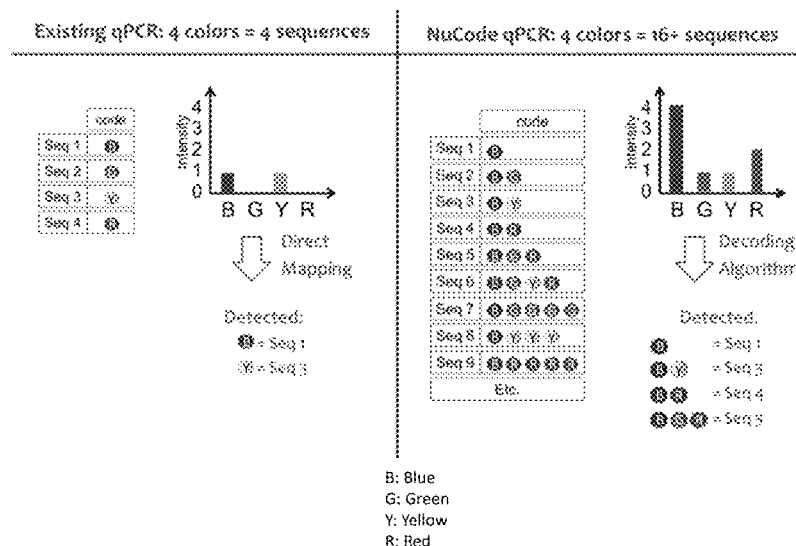 Existing qPCR: 4 colors = 4 sequences
code
Seq 1
Seq 2
Seq 3 Y
Seq 4
Intensity
4
3
2
1
0
B G Y R
Direct
Mapping
Detected:
B = Seq 1
Y = Seq 3
NuCode qPCR: 4 colors = 16+ sequences
code
Seq 1 B
Seq 2 B G
Seq 3 B Y
Seq 4 B R
Seq 5 B G R
Seq 6 B G Y R
Seq 7
Seq 8 B Y Y Y
Seq 9
Etc.
Intensity
4
3
2
1
0
B G Y R
Decoding
Algorithm
Detected:
B = Seq 1
B Y = Seq 3
B R = Seq 4
B G R = Seq 5
B: Blue
G: Green
Y: Yellow
R: Red